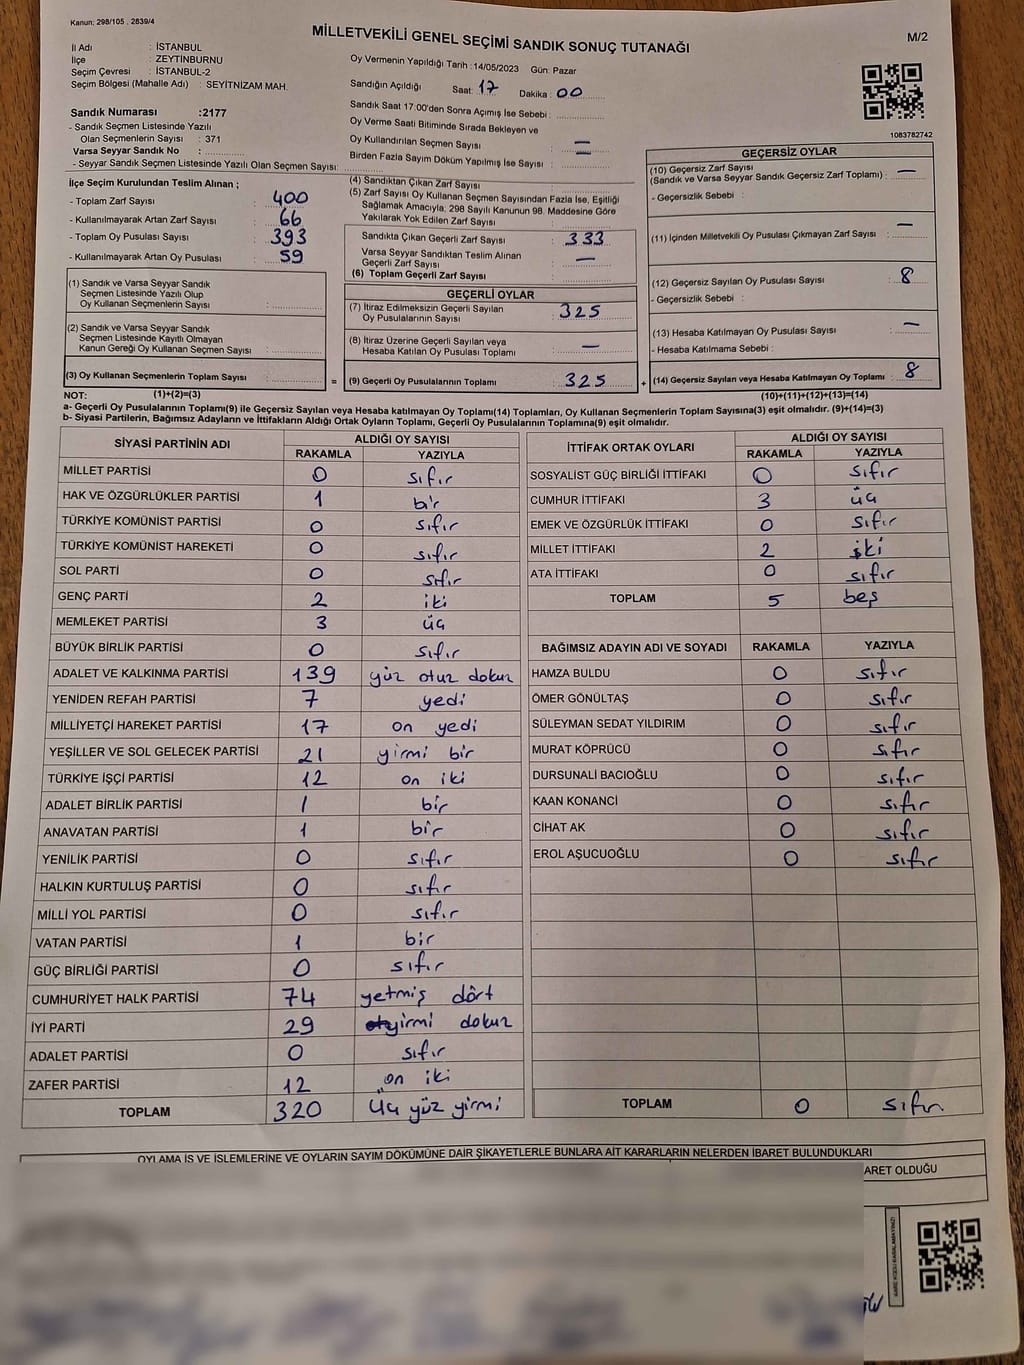 Kanun: 298/105 , 2839/4
MİLLETVEKİLİ GENEL SEÇİMİ SANDIK SONUÇ TUTANAĞI
M/2
İl Adı : İSTANBUL
İlçe : ZEYTİNBURNU
Seçim Çevresi : İSTANBUL-2
Seçim Bölgesi (Mahalle Adı) : SEYİTNİZAM MAH.
Oy Vermenin Yapıldığı Tarih : 14/05/2023 Gün: Pazar
Sandığın Açıldığı Saat: 17 Dakika : 00
Sandık Saat 17:00'den Sonra Açımış İse Sebebi :
Oy Verme Saati Bitiminde Sırada Bekleyen ve
Oy Kullandırılan Seçmen Sayısı : —
Birden Fazla Sayım Döküm Yapılmış İse Sayısı : —
1083782742
Sandık Numarası :2177
- Sandık Seçmen Listesinde Yazılı
Olan Seçmenlerin Sayısı : 371
Varsa Seyyar Sandık No :
- Seyyar Sandık Seçmen Listesinde Yazılı Olan Seçmen Sayısı:
İlçe Seçim Kurulundan Teslim Alınan ;
- Toplam Zarf Sayısı : 400
- Kullanılmayarak Artan Zarf Sayısı : 66
- Toplam Oy Pusulası Sayısı : 393
- Kullanılmayarak Artan Oy Pusulası : 59
(4) Sandıktan Çıkan Zarf Sayısı :
(5) Zarf Sayısı Oy Kullanan Seçmen Sayısından Fazla İse, Eşitliği
Sağlamak Amacıyla, 298 Sayılı Kanunun 98. Maddesine Göre
Yakılarak Yok Edilen Zarf Sayısı :
Sandıkta Çıkan Geçerli Zarf Sayısı : 333
Varsa Seyyar Sandıktan Teslim Alınan
Geçerli Zarf Sayısı : —
(6) Toplam Geçerli Zarf Sayısı
GEÇERSİZ OYLAR
(10) Geçersiz Zarf Sayısı
(Sandık ve Varsa Seyyar Sandık Geçersiz Zarf Toplamı) : —
- Geçersizlik Sebebi :
(11) İçinden Milletvekili Oy Pusulası Çıkmayan Zarf Sayısı : —
(12) Geçersiz Sayılan Oy Pusulası Sayısı : 8
- Geçersizlik Sebebi :
(13) Hesaba Katılmayan Oy Pusulası Sayısı : —
- Hesaba Katılmama Sebebi :
(14) Geçersiz Sayılan veya Hesaba Katılmayan Oy Toplamı : 8
(10)+(11)+(12)+(13)=(14)
(1) Sandık ve Varsa Seyyar Sandık
Seçmen Listesinde Yazılı Olup
Oy Kullanan Seçmenlerin Sayısı :
(2) Sandık ve Varsa Seyyar Sandık
Seçmen Listesinde Kayıtlı Olmayan
Kanun Gereği Oy Kullanan Seçmen Sayısı :
(3) Oy Kullanan Seçmenlerin Toplam Sayısı :
=
GEÇERLİ OYLAR
(7) İtiraz Edilmeksizin Geçerli Sayılan
Oy Pusulalarının Sayısı : 325
(8) İtiraz Üzerine Geçerli Sayılan veya
Hesaba Katılan Oy Pusulası Toplamı : —
(9) Geçerli Oy Pusulalarının Toplamı : 325
+
NOT: (1)+(2)=(3)
a- Geçerli Oy Pusulalarının Toplamı(9) ile Geçersiz Sayılan veya Hesaba katılmayan Oy Toplamı(14) Toplamları, Oy Kullanan Seçmenlerin Toplam Sayısına(3) eşit olmalıdır. (9)+(14)=(3)
b- Siyasi Partilerin, Bağımsız Adayların ve İttifakların Aldığı Ortak Oyların Toplamı, Geçerli Oy Pusulalarının Toplamına(9) eşit olmalıdır.
SİYASİ PARTİNİN ADI ALDIĞI OY SAYISI
RAKAMLA YAZIYLA
MİLLET PARTİSİ 0 sıfır
HAK VE ÖZGÜRLÜKLER PARTİSİ 1 bir
TÜRKİYE KOMÜNİST PARTİSİ 0 sıfır
TÜRKİYE KOMÜNİST HAREKETİ 0 sıfır
SOL PARTİ 0 sıfır
GENÇ PARTİ 2 iki
MEMLEKET PARTİSİ 3 üç
BÜYÜK BİRLİK PARTİSİ 0 sıfır
ADALET VE KALKINMA PARTİSİ 139 yüz otuz dokuz
YENİDEN REFAH PARTİSİ 7 yedi
MİLLİYETÇİ HAREKET PARTİSİ 17 on yedi
YEŞİLLER VE SOL GELECEK PARTİSİ 21 yirmi bir
TÜRKİYE İŞÇİ PARTİSİ 12 on iki
ADALET BİRLİK PARTİSİ 1 bir
ANAVATAN PARTİSİ 1 bir
YENİLİK PARTİSİ 0 sıfır
HALKIN KURTULUŞ PARTİSİ 0 sıfır
MİLLİ YOL PARTİSİ 0 sıfır
VATAN PARTİSİ 1 bir
GÜÇ BİRLİĞİ PARTİSİ 0 sıfır
CUMHURİYET HALK PARTİSİ 74 yetmiş dört
İYİ PARTİ 29 yirmi dokuz
ADALET PARTİSİ 0 sıfır
ZAFER PARTİSİ 12 on iki
TOPLAM 320 üç yüz yirmi
İTTİFAK ORTAK OYLARI ALDIĞI OY SAYISI
RAKAMLA YAZIYLA
SOSYALİST GÜÇ BİRLİĞİ İTTİFAKI 0 sıfır
CUMHUR İTTİFAKI 3 üç
EMEK VE ÖZGÜRLÜK İTTİFAKI 0 sıfır
MİLLET İTTİFAKI 2 iki
ATA İTTİFAKI 0 sıfır
TOPLAM 5 beş
BAĞIMSIZ ADAYIN ADI VE SOYADI RAKAMLA YAZIYLA
HAMZA BULDU 0 sıfır
ÖMER GÖNÜLTAŞ 0 sıfır
SÜLEYMAN SEDAT YILDIRIM 0 sıfır
MURAT KÖPRÜCÜ 0 sıfır
DURSUNALİ BACIOĞLU 0 sıfır
KAAN KONANCİ 0 sıfır
CİHAT AK 0 sıfır
EROL AŞUCUOĞLU 0 sıfır
TOPLAM 0 sıfır
OYLAMA İŞ VE İŞLEMLERİNE VE OYLARIN SAYIM DÖKÜMÜNE DAİR ŞİKAYETLERLE BUNLARA AİT KARARLARIN NELERDEN İBARET BULUNDUKLARI
ARET OLDUĞU